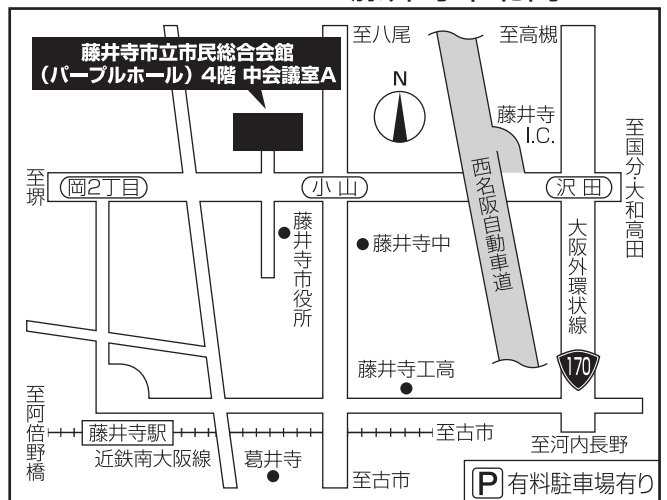 藤井寺市立市民総合会館
（パープルホール）4階 中会議室A
至八尾
至高槻
N
藤井寺
I.C.
至国分・大和高田
至堺
岡2丁目
小山
沢田
西名阪自動車道
大阪外環状線
藤井寺市役所
藤井寺中
170
藤井寺工高
至阿倍野橋
藤井寺駅
至古市
近鉄南大阪線
葛井寺
至河内長野
至古市
P 有料駐車場有り